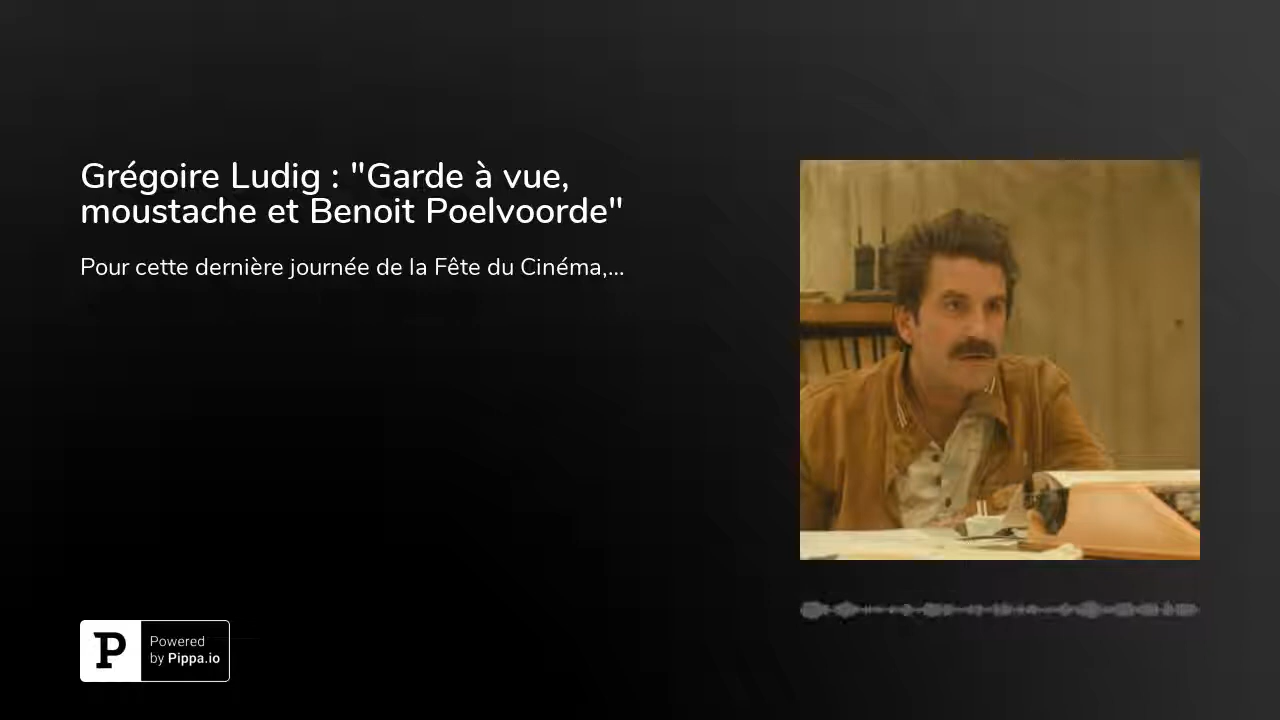 Grégoire Ludig : "Garde à vue,
moustache et Benoit Poelvoorde"
Pour cette dernière journée de la Fête du Cinéma,...
P
Powered
by Pippa.io